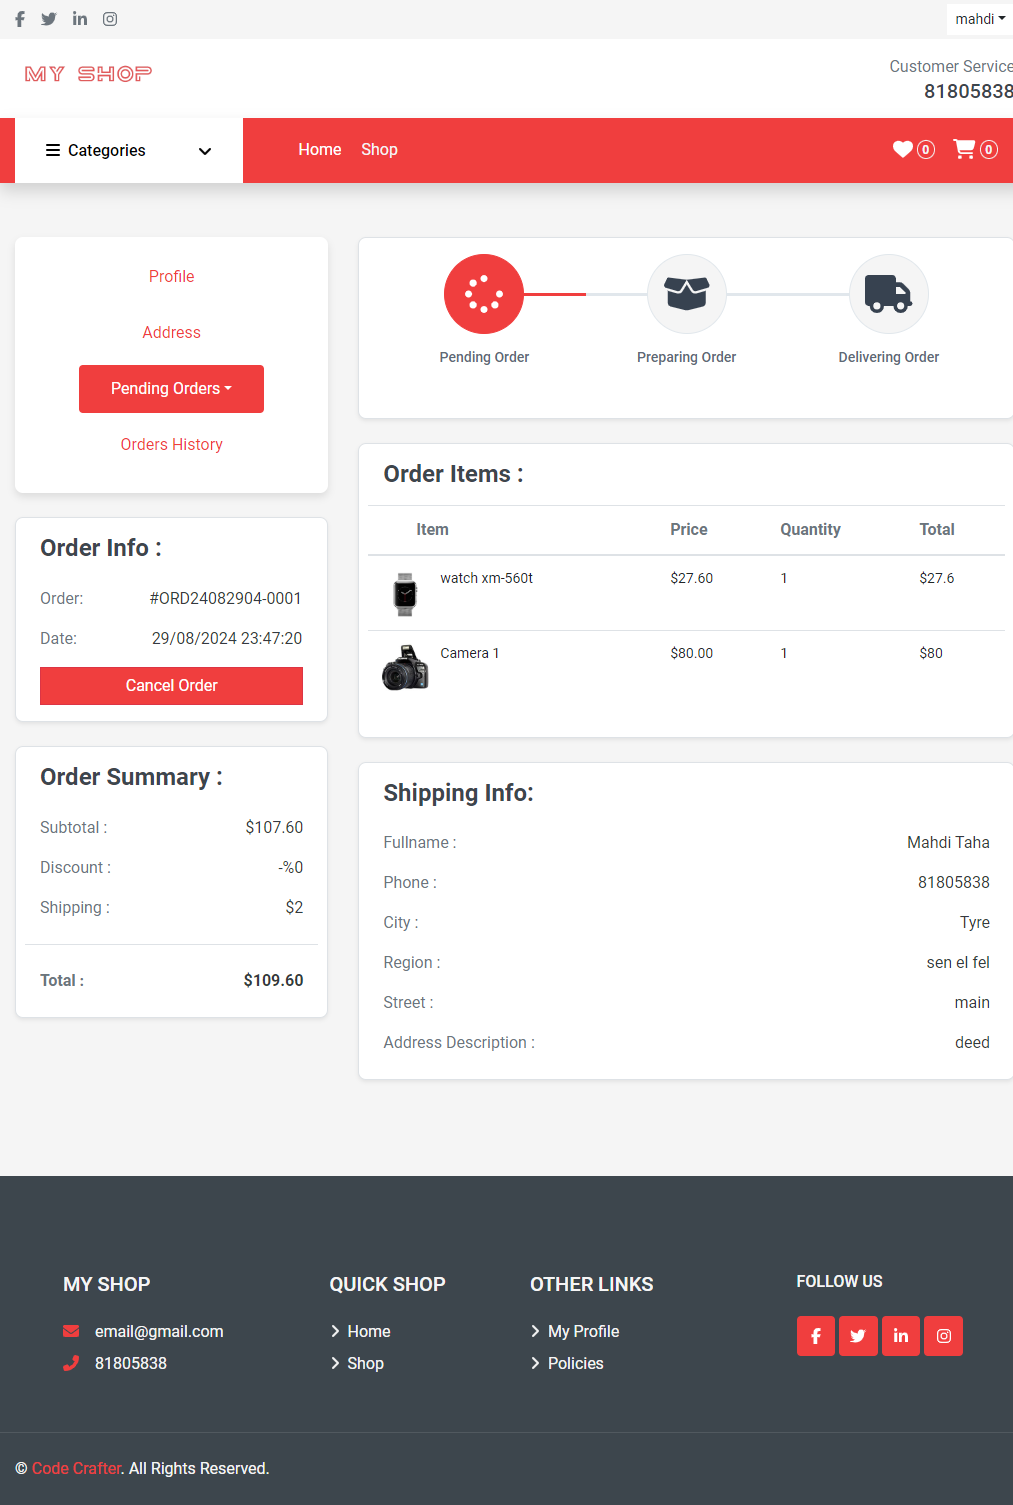 mahdi
MY SHOP
Customer Service
81805838
Categories
Home Shop
0 0
Profile
Address
Pending Orders
Orders History
Pending Order Preparing Order Delivering Order
Order Info :
Order: #ORD24082904-0001
Date: 29/08/2024 23:47:20
Cancel Order
Order Summary :
Subtotal : $107.60
Discount : -%0
Shipping : $2
Total : $109.60
Order Items :
Item Price Quantity Total
watch xm-560t $27.60 1 $27.6
Camera 1 $80.00 1 $80
Shipping Info:
Fullname : Mahdi Taha
Phone : 81805838
City : Tyre
Region : sen el fel
Street : main
Address Description : deed
MY SHOP
email@gmail.com
81805838
QUICK SHOP
Home
Shop
OTHER LINKS
My Profile
Policies
FOLLOW US
© Code Crafter. All Rights Reserved.